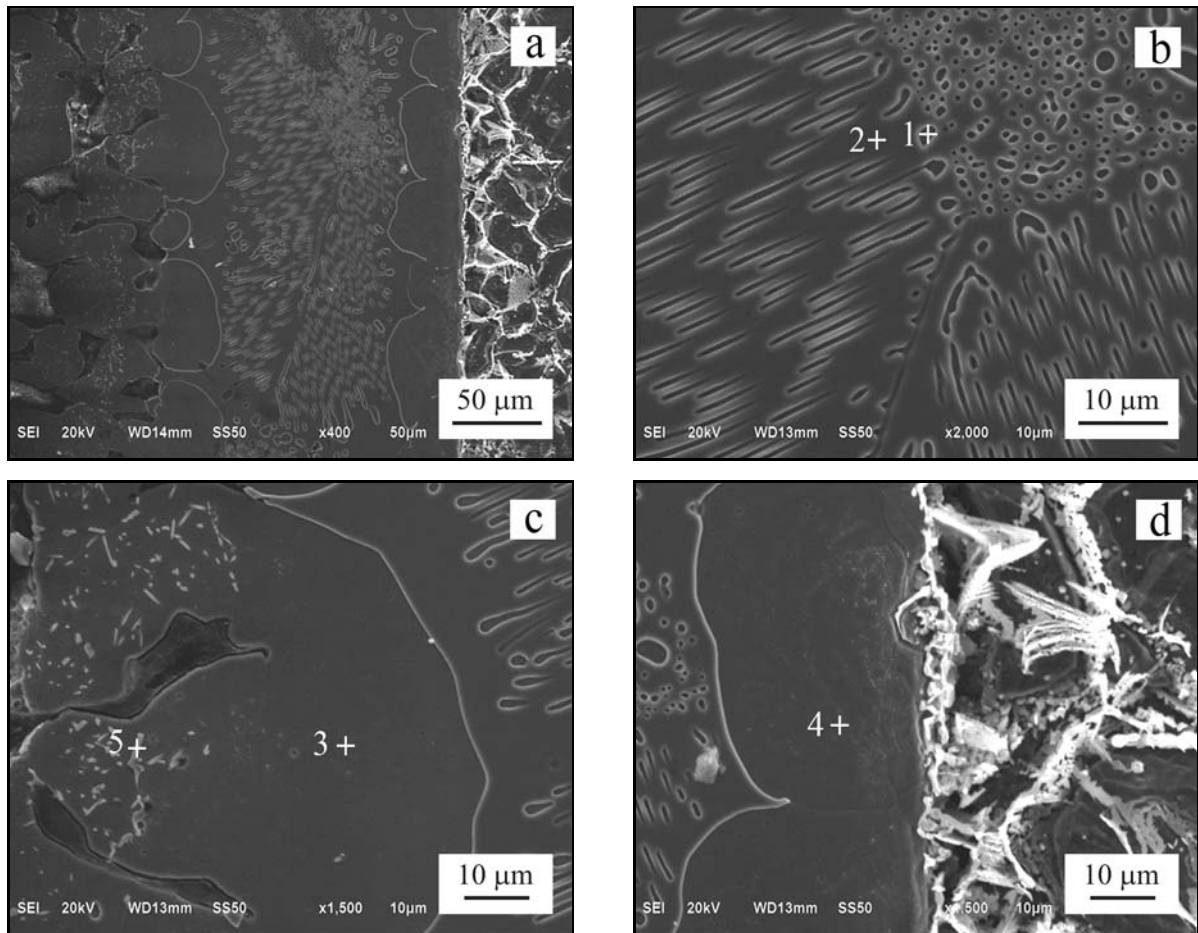 a
50 μm
SEI 20kV WD14mm SS50 x400 50μm
b
2+ 1+
10 μm
SEI 20kV WD13mm SS50 x2,000 10μm
c
5+ 3+
10 μm
SEI 20kV WD13mm SS50 x1,500 10μm
d
4+
10 μm
SEI 20kV WD13mm SS50 x1,500 10μm